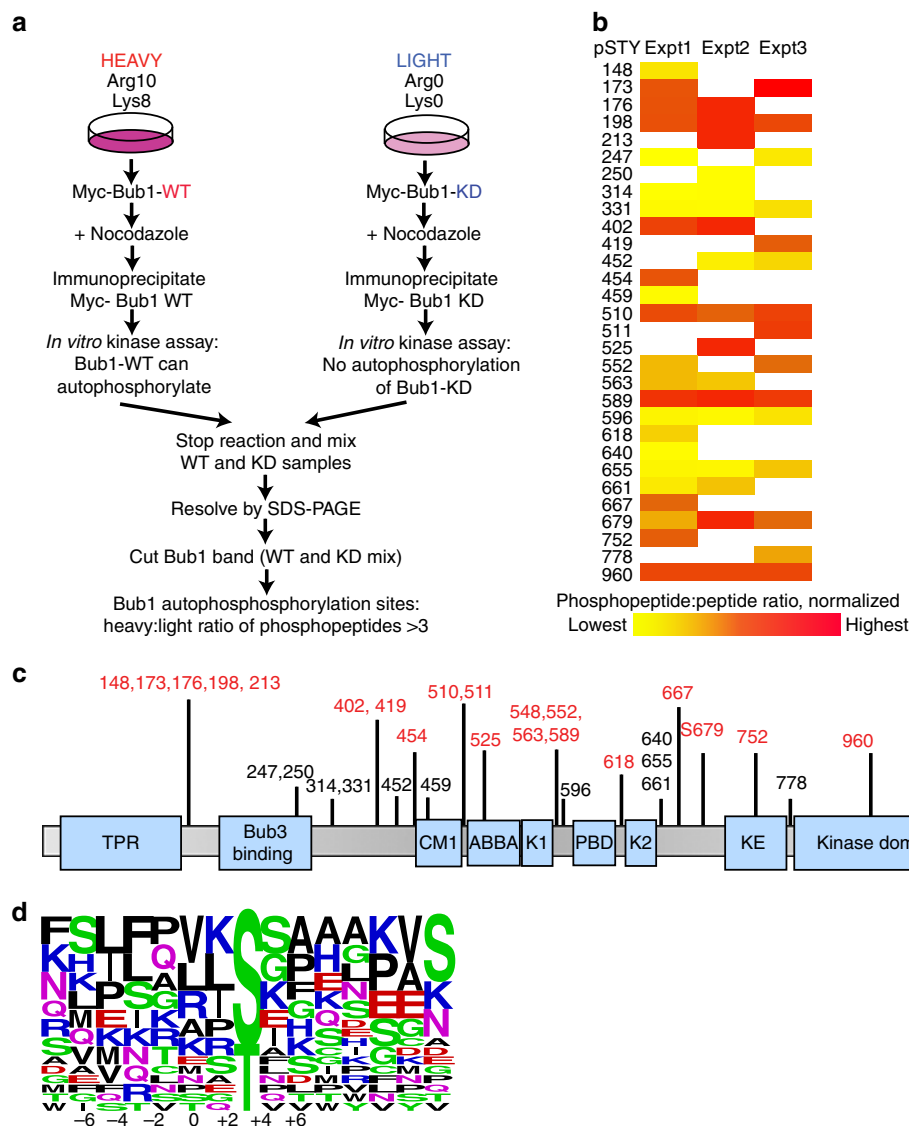 a
HEAVY
Arg10
Lys8
LIGHT
Arg0
Lys0
Myc-Bub1-WT
Myc-Bub1-KD
+ Nocodazole
+ Nocodazole
Immunoprecipitate
Myc- Bub1 WT
Immunoprecipitate
Myc- Bub1 KD
In vitro kinase assay:
Bub1-WT can
autophosphorylate
In vitro kinase assay:
No autophosphorylation
of Bub1-KD
Stop reaction and mix
WT and KD samples
Resolve by SDS-PAGE
Cut Bub1 band (WT and KD mix)
Bub1 autophosphosphorylation sites:
heavy:light ratio of phosphopeptides >3
b
pSTY Expt1 Expt2 Expt3
148
173
176
198
213
247
250
314
331
402
419
452
454
459
510
511
525
552
563
589
596
618
640
655
661
667
679
752
778
960
Phosphopeptide:peptide ratio, normalized
Lowest Highest
c
148,173,176,198, 213
247,250
314,331
402, 419
452
454
459
510,511
525
548,552,
563,589
596
618
640
655
661
667
S679
752
778
960
TPR
Bub3
binding
CM1
ABBA
K1
PBD
K2
KE
Kinase dom
d
−6 −4 −2 0 +2 +4 +6